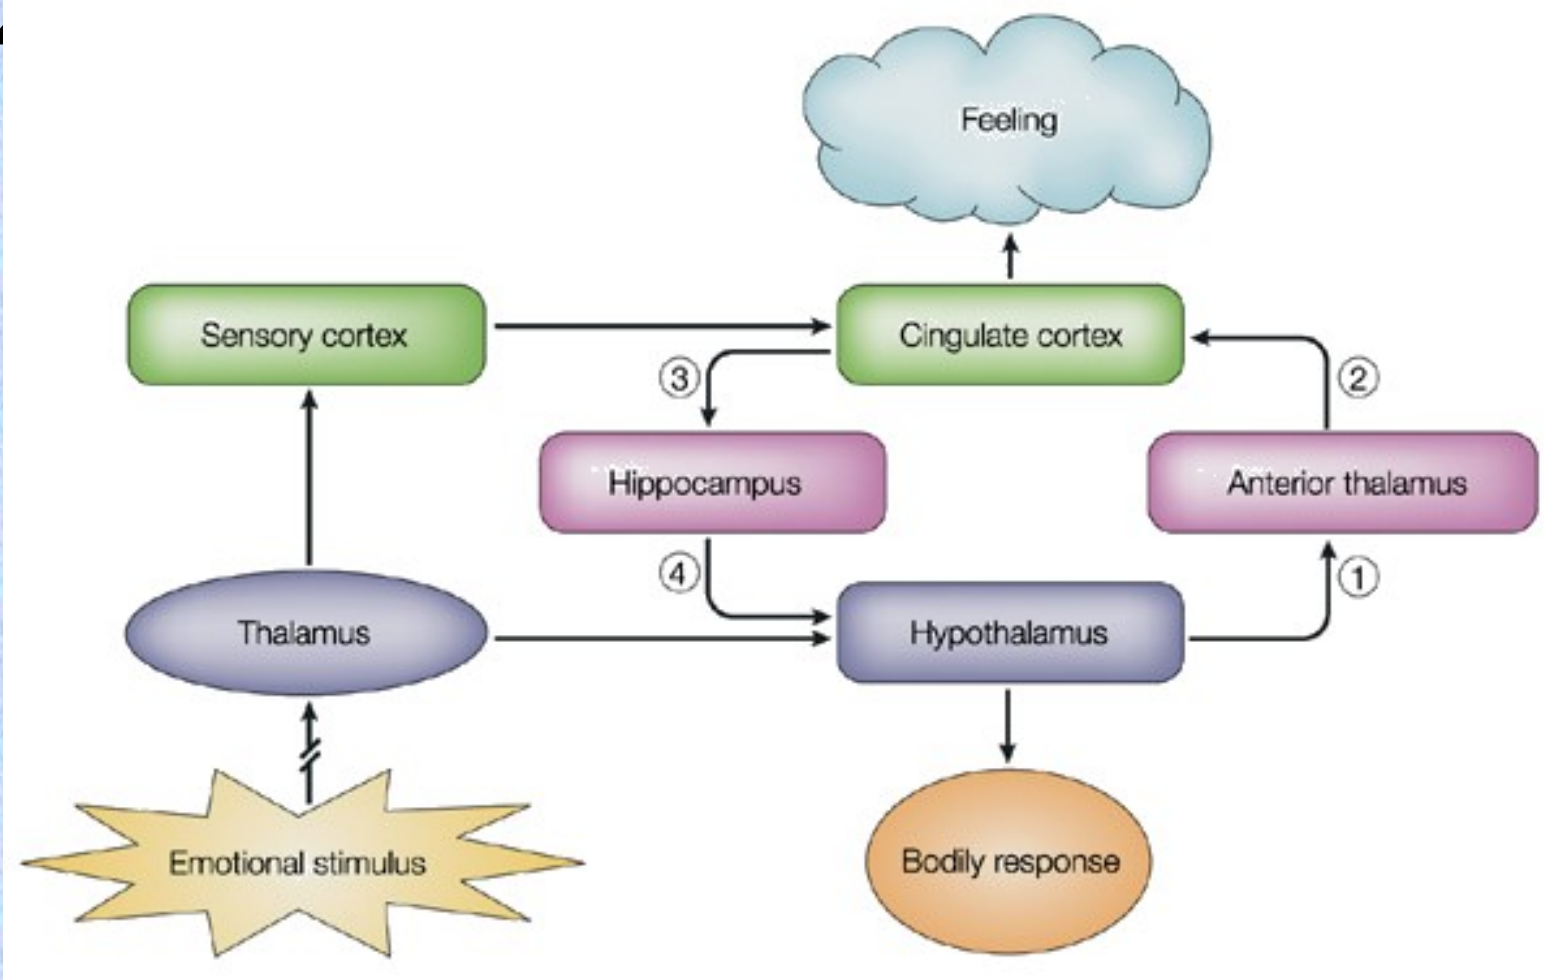 Feeling
Sensory cortex
Cingulate cortex
③
②
Hippocampus
Anterior thalamus
④
①
Thalamus
Hypothalamus
Emotional stimulus
Bodily response